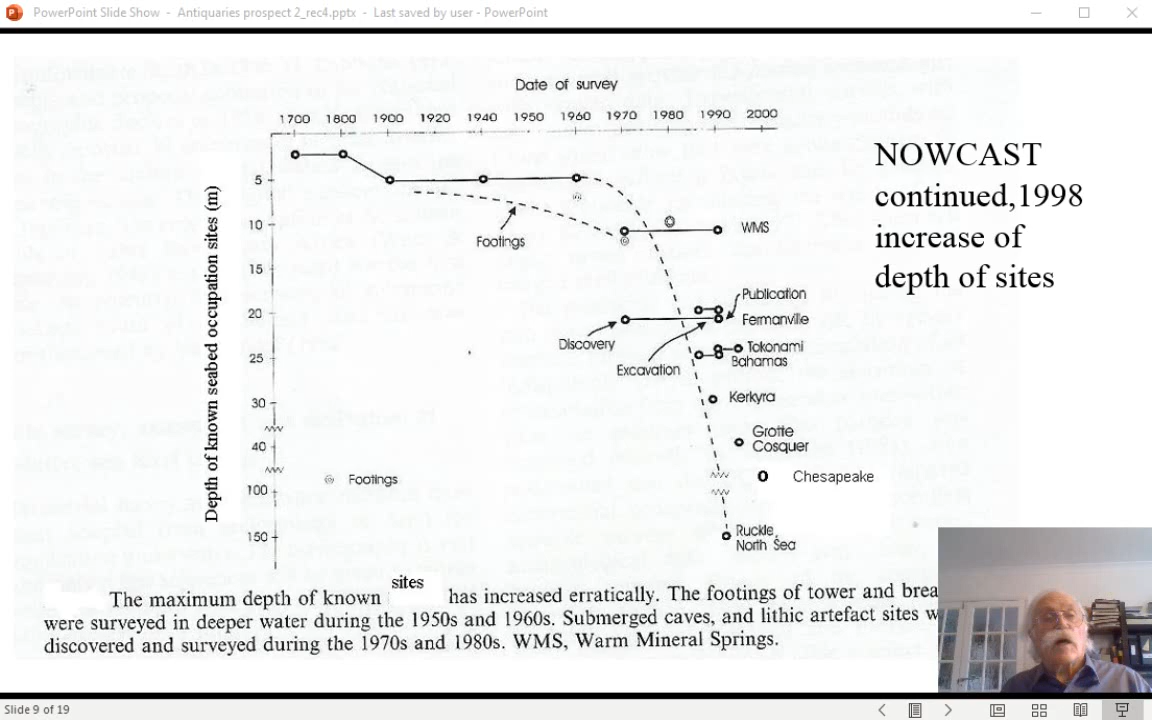 PowerPoint Slide Show - Antiquaries prospect 2_rec4.pptx - Last saved by user - PowerPoint
Date of survey
1700 1800 1900 1920 1940 1950 1960 1970 1980 1990 2000
NOWCAST
continued,1998
increase of
depth of sites
Depth of known seabed occupation sites (m)
5
10
15
20
25
30
40
100
150
Footings
WMS
Publication
Fermanville
Discovery
Excavation
Tokonami
Bahamas
Kerkyra
Grotte
Cosquer
Chesapeake
Footings
Ruckle,
North Sea
The maximum depth of known sites has increased erratically. The footings of tower and brea
were surveyed in deeper water during the 1950s and 1960s. Submerged caves, and lithic artefact sites w
discovered and surveyed during the 1970s and 1980s. WMS, Warm Mineral Springs.
Slide 9 of 19